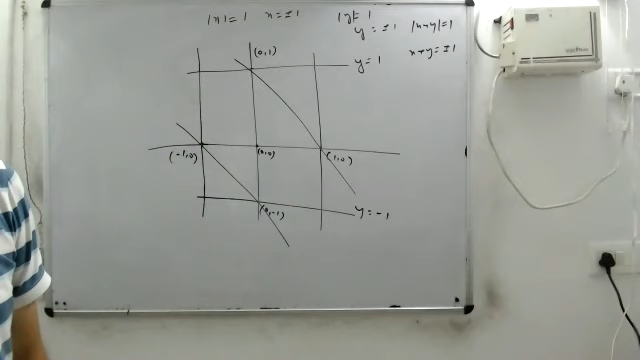 |x| = 1 x = ±1 |y| = 1
y = ±1 |x+y| = 1
x+y = ±1
(0,1)
y = 1
(-1,0) (0,0) (1,0)
(0,-1) y = -1